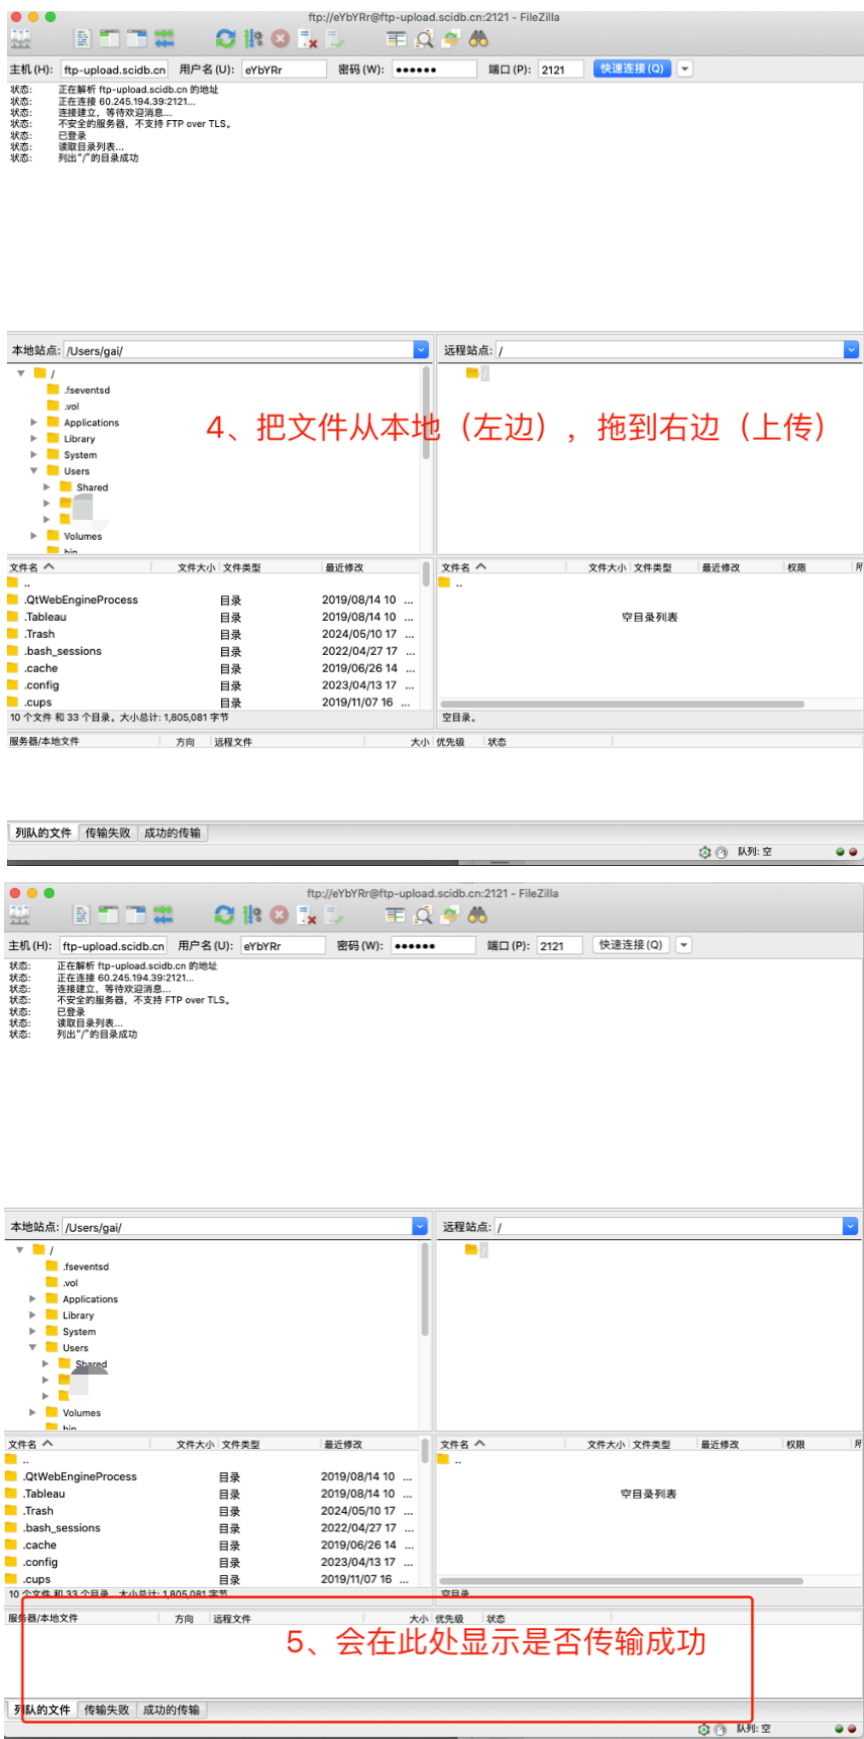 ftp://eYbYRr@ftp-upload.scidb.cn:2121 - FileZilla
主机(H): ftp-upload.scidb.cn 用户名(U): eYbYRr 密码(W): ●●●●●● 端口(P): 2121 快速连接(Q)
状态: 正在解析 ftp-upload.scidb.cn 的地址
状态: 正在连接 60.245.194.39:2121...
状态: 连接建立，等待欢迎消息...
状态: 不安全的服务器，不支持 FTP over TLS。
状态: 已登录
状态: 读取目录列表...
状态: 列出"/"的目录成功
本地站点: /Users/gai/ 远程站点: /
/ /
.fseventsd
.vol
Applications
4、把文件从本地（左边），拖到右边（上传）
Library
System
Users
Shared
Volumes
bin
文件名 文件大小 文件类型 最近修改 文件名 文件大小 文件类型 最近修改 权限 所
.. ..
.QtWebEngineProcess 目录 2019/08/14 10 ...
.Tableau 目录 2019/08/14 10 ... 空目录列表
.Trash 目录 2024/05/10 17 ...
.bash_sessions 目录 2022/04/27 17 ...
.cache 目录 2019/06/26 14 ...
.config 目录 2023/04/13 17 ...
.cups 目录 2019/11/07 16 ...
10 个文件 和 33 个目录。大小总计: 1,805,081 字节 空目录。
服务器/本地文件 方向 远程文件 大小 优先级 状态
列队的文件 传输失败 成功的传输
队列: 空
ftp://eYbYRr@ftp-upload.scidb.cn:2121 - FileZilla
主机(H): ftp-upload.scidb.cn 用户名(U): eYbYRr 密码(W): ●●●●●● 端口(P): 2121 快速连接(Q)
状态: 正在解析 ftp-upload.scidb.cn 的地址
状态: 正在连接 60.245.194.39:2121...
状态: 连接建立，等待欢迎消息...
状态: 不安全的服务器，不支持 FTP over TLS。
状态: 已登录
状态: 读取目录列表...
状态: 列出"/"的目录成功
本地站点: /Users/gai/ 远程站点: /
/ /
.fseventsd
.vol
Applications
Library
System
Users
Shared
Volumes
bin
文件名 文件大小 文件类型 最近修改 文件名 文件大小 文件类型 最近修改 权限 所
.. ..
.QtWebEngineProcess 目录 2019/08/14 10 ...
.Tableau 目录 2019/08/14 10 ... 空目录列表
.Trash 目录 2024/05/10 17 ...
.bash_sessions 目录 2022/04/27 17 ...
.cache 目录 2019/06/26 14 ...
.config 目录 2023/04/13 17 ...
.cups 目录 2019/11/07 16 ...
10 个文件 和 33 个目录。大小总计: 1,805,081 字节 空目录。
服务器/本地文件 方向 远程文件 大小 优先级 状态
5、会在此处显示是否传输成功
列队的文件 传输失败 成功的传输
队列: 空